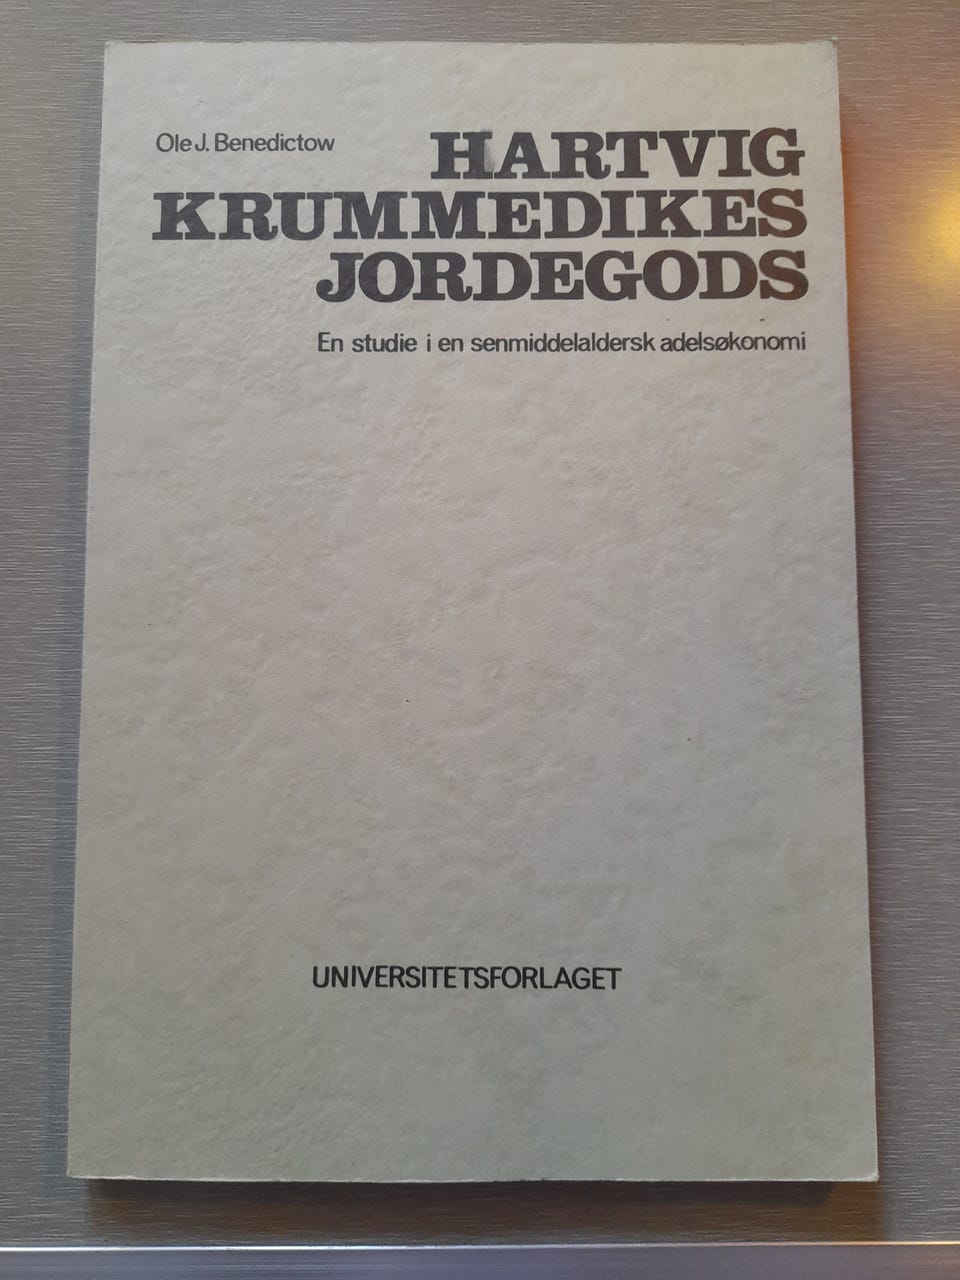 Ole J. Benedictow
HARTVIG
KRUMMEDIKES
JORDEGODS
En studie i en senmiddelaldersk adelsøkonomi
UNIVERSITETSFORLAGET